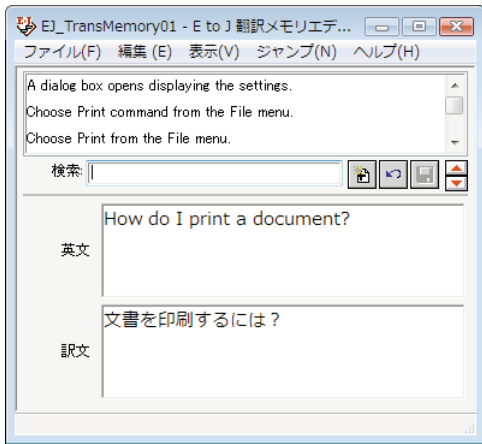 EJ_TransMemory01 - E to J 翻訳メモリエデ...
ファイル(F) 編集(E) 表示(V) ジャンプ(N) ヘルプ(H)
A dialog box opens displaying the settings.
Choose Print command from the File menu.
Choose Print from the File menu.
検索:
How do I print a document?
英文
文書を印刷するには？
訳文